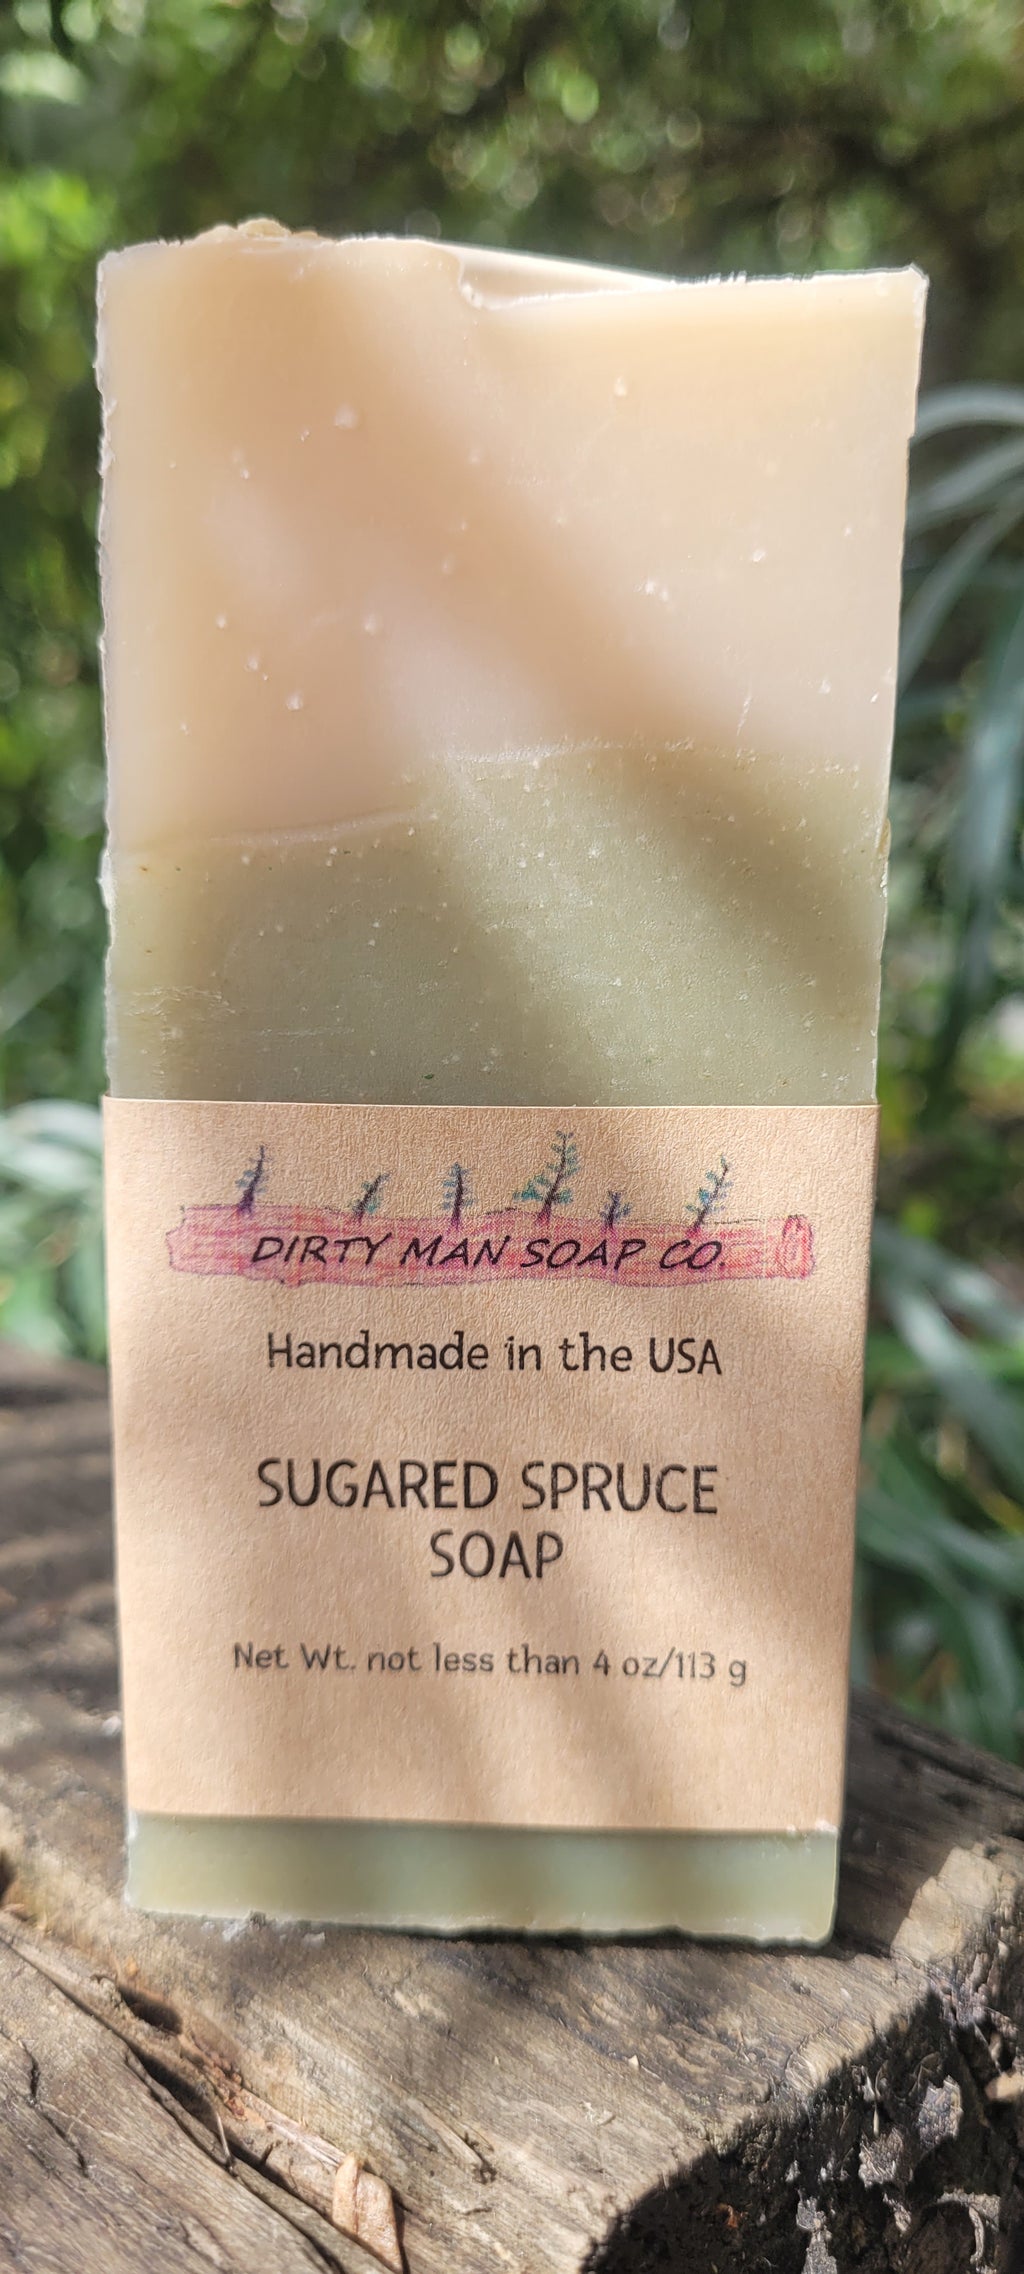 DIRTY MAN SOAP CO.
Handmade in the USA
SUGARED SPRUCE
SOAP
Net Wt. not less than 4 oz/113 g